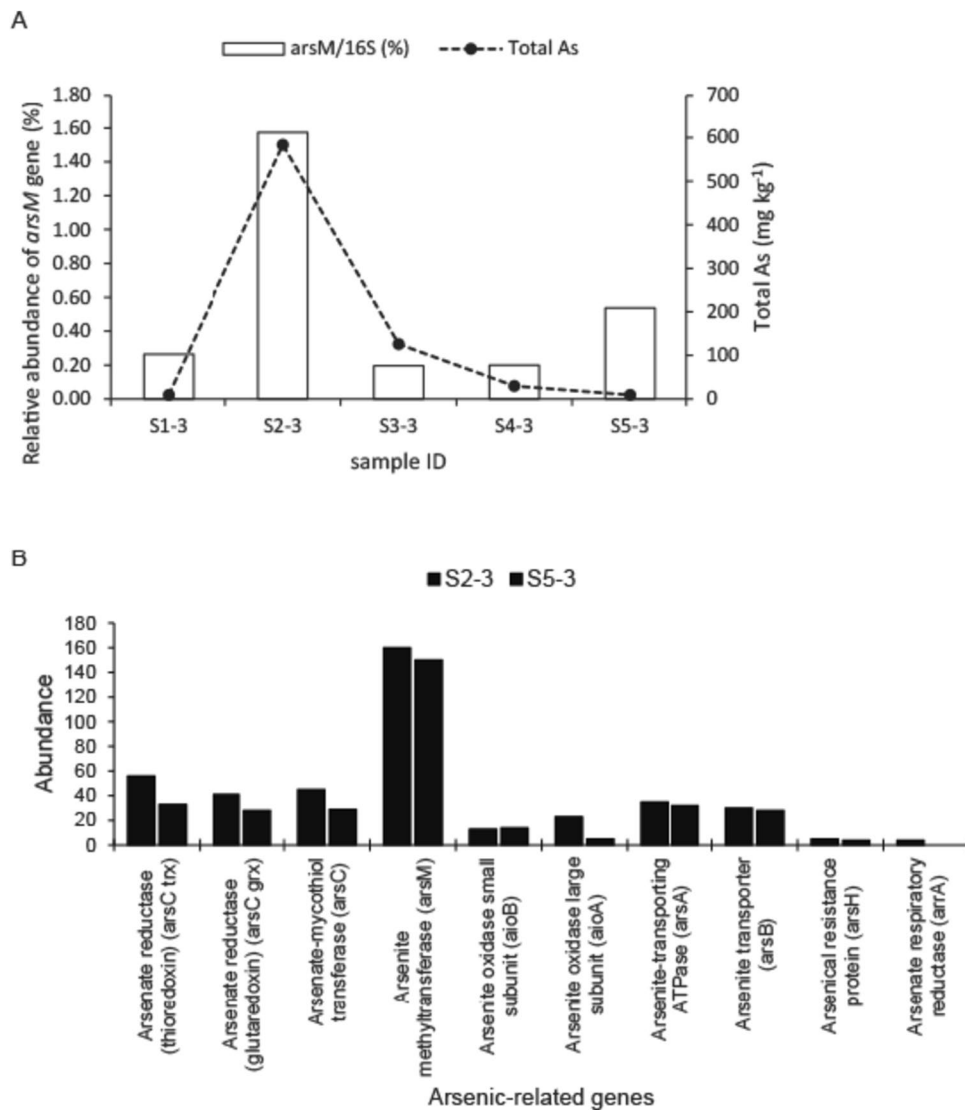 A
arsM/16S (%) Total As
Relative abundance of arsM gene (%)
1.80
1.60
1.40
1.20
1.00
0.80
0.60
0.40
0.20
0.00
700
600
500
400
300
200
100
0
Total As (mg kg-1)
S1-3 S2-3 S3-3 S4-3 S5-3
sample ID
B
S2-3 S5-3
Abundance
180
160
140
120
100
80
60
40
20
0
Arsenate reductase
(thioredoxin) (arsC trx)
Arsenate reductase
(glutaredoxin) (arsC grx)
Arsenate-mycothiol
transferase (arsC)
Arsenite
methyltransferase (arsM)
Arsenite oxidase small
subunit (aioB)
Arsenite oxidase large
subunit (aioA)
Arsenite-transporting
ATPase (arsA)
Arsenite transporter
(arsB)
Arsenical resistance
protein (arsH)
Arsenate respiratory
reductase (arrA)
Arsenic-related genes